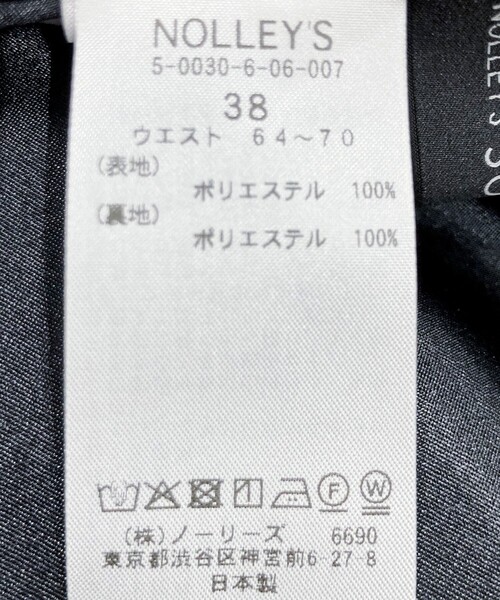 NOLLEY'S
5-0030-6-06-007
38
ウエスト 64～70
(表地)
ポリエステル 100%
(裏地)
ポリエステル 100%
F W
(株)ノーリーズ 6690
東京都渋谷区神宮前6-27-8
日本製
NOLLEY'S